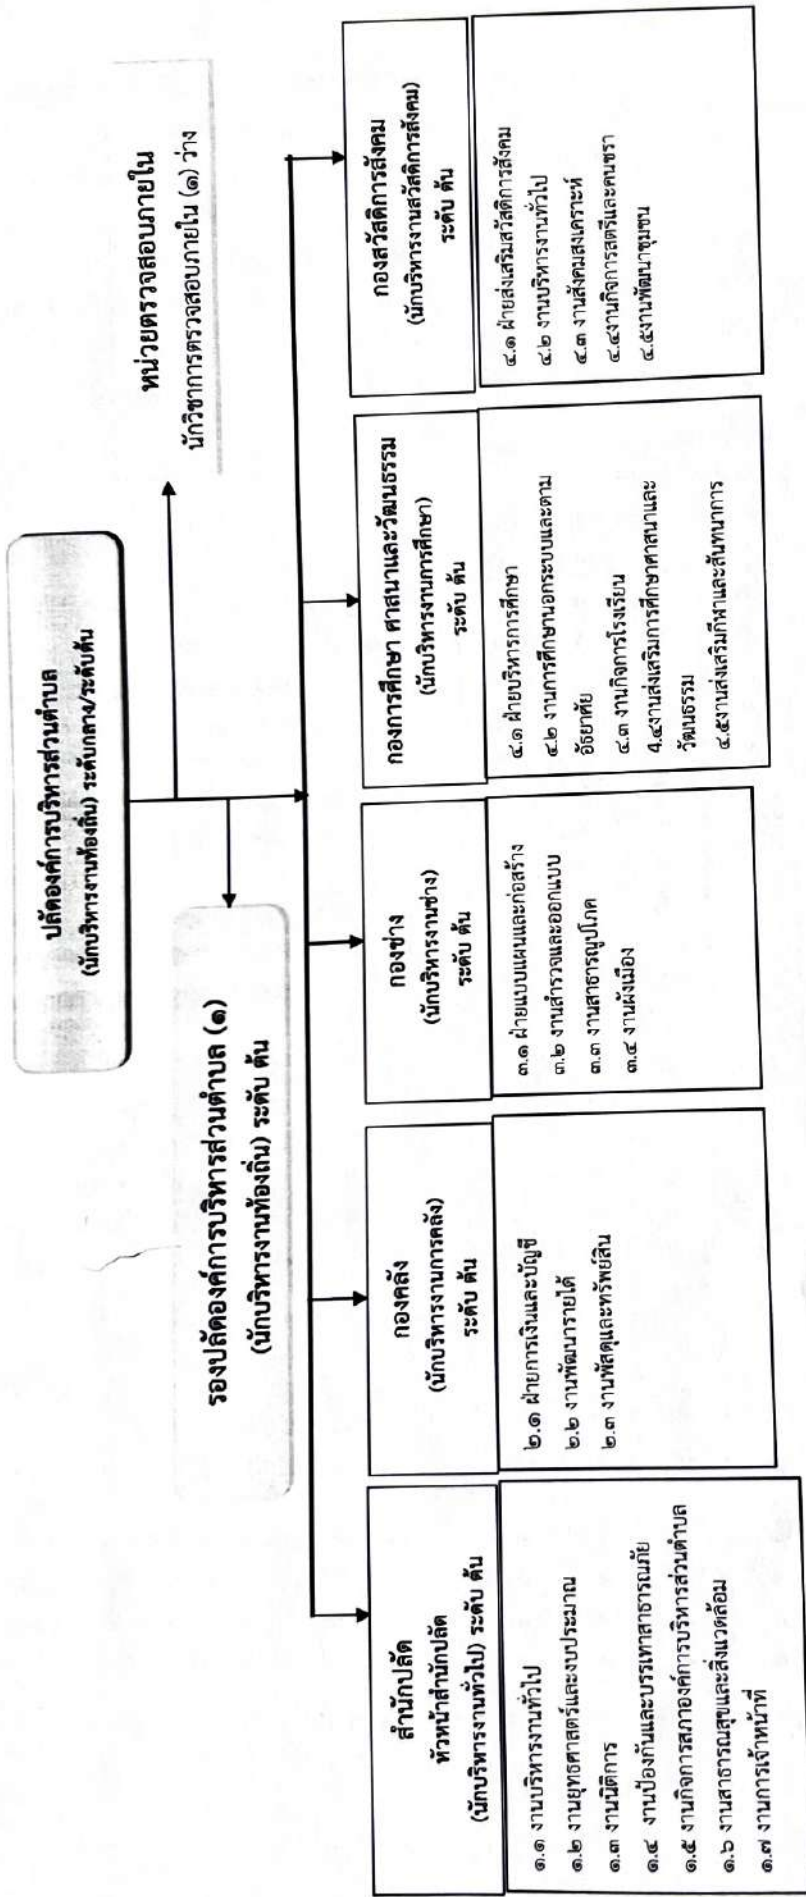 ปลัดองค์การบริหารส่วนตำบล
(นักบริหารงานท้องถิ่น) ระดับกลาง/ระดับต้น
หน่วยตรวจสอบภายใน
นักวิชาการตรวจสอบภายใน (๑) ว่าง
รองปลัดองค์การบริหารส่วนตำบล (๑)
(นักบริหารงานท้องถิ่น) ระดับ ต้น
สำนักปลัด
หัวหน้าสำนักปลัด
(นักบริหารงานทั่วไป) ระดับ ต้น
๑.๑ งานบริหารงานทั่วไป
๑.๒ งานยุทธศาสตร์และงบประมาณ
๑.๓ งานนิติการ
๑.๔ งานป้องกันและบรรเทาสาธารณภัย
๑.๕ งานกิจการสภาองค์การบริหารส่วนตำบล
๑.๖ งานสาธารณสุขและสิ่งแวดล้อม
๑.๗ งานการเจ้าหน้าที่
กองคลัง
(นักบริหารงานการคลัง)
ระดับ ต้น
๒.๑ ฝ่ายการเงินและบัญชี
๒.๒ งานพัฒนารายได้
๒.๓ งานพัสดุและทรัพย์สิน
กองช่าง
(นักบริหารงานช่าง)
ระดับ ต้น
๓.๑ ฝ่ายแบบแผนและก่อสร้าง
๓.๒ งานสำรวจและออกแบบ
๓.๓ งานสาธารณูปโภค
๓.๔ งานผังเมือง
กองการศึกษา ศาสนาและวัฒนธรรม
(นักบริหารงานการศึกษา)
ระดับ ต้น
๔.๑ ฝ่ายบริหารการศึกษา
๔.๒ งานการศึกษานอกระบบและตาม
อัธยาศัย
๔.๓ งานกิจการโรงเรียน
4.๔งานส่งเสริมการศึกษาศาสนาและ
วัฒนธรรม
๔.๕งานส่งเสริมกีฬาและสันทนาการ
กองสวัสดิการสังคม
(นักบริหารงานสวัสดิการสังคม)
ระดับ ต้น
๔.๑ ฝ่ายส่งเสริมสวัสดิการสังคม
๔.๒ งานบริหารงานทั่วไป
๔.๓ งานสังคมสงเคราะห์
๔.๔งานกิจการสตรีและคนชรา
๔.๕งานพัฒนาชุมชน